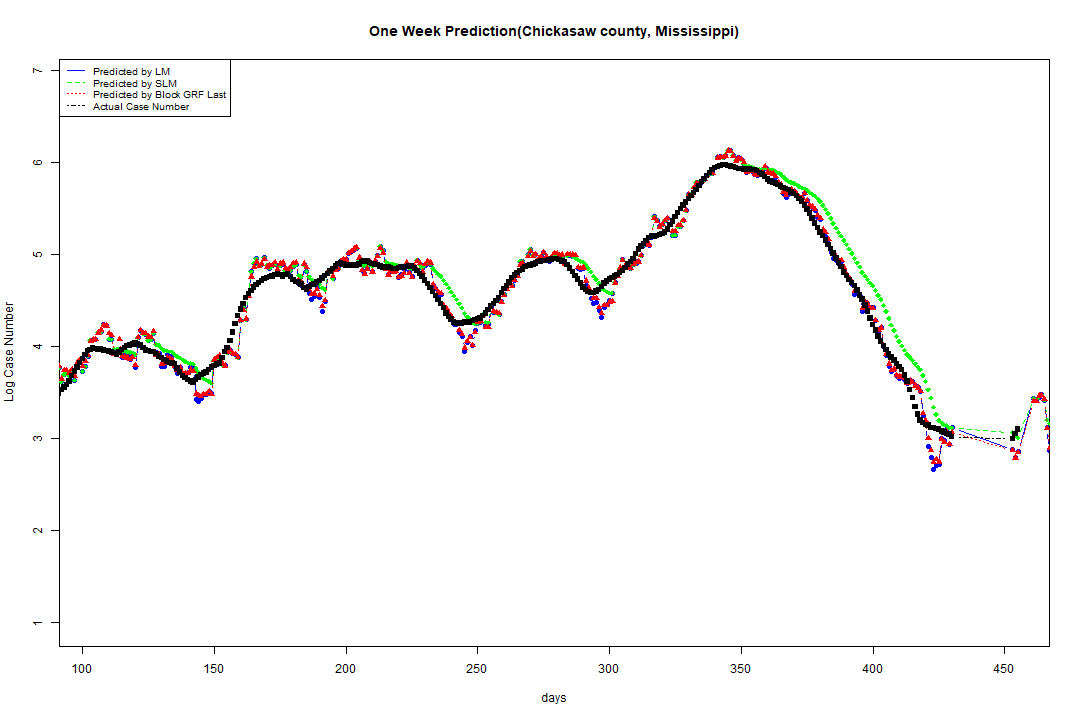 One Week Prediction(Chickasaw county, Mississippi)
Predicted by LM
Predicted by SLM
Predicted by Block GRF Last
Actual Case Number
7
6
5
4
3
2
1
Log Case Number
100 150 200 250 300 350 400 450
days